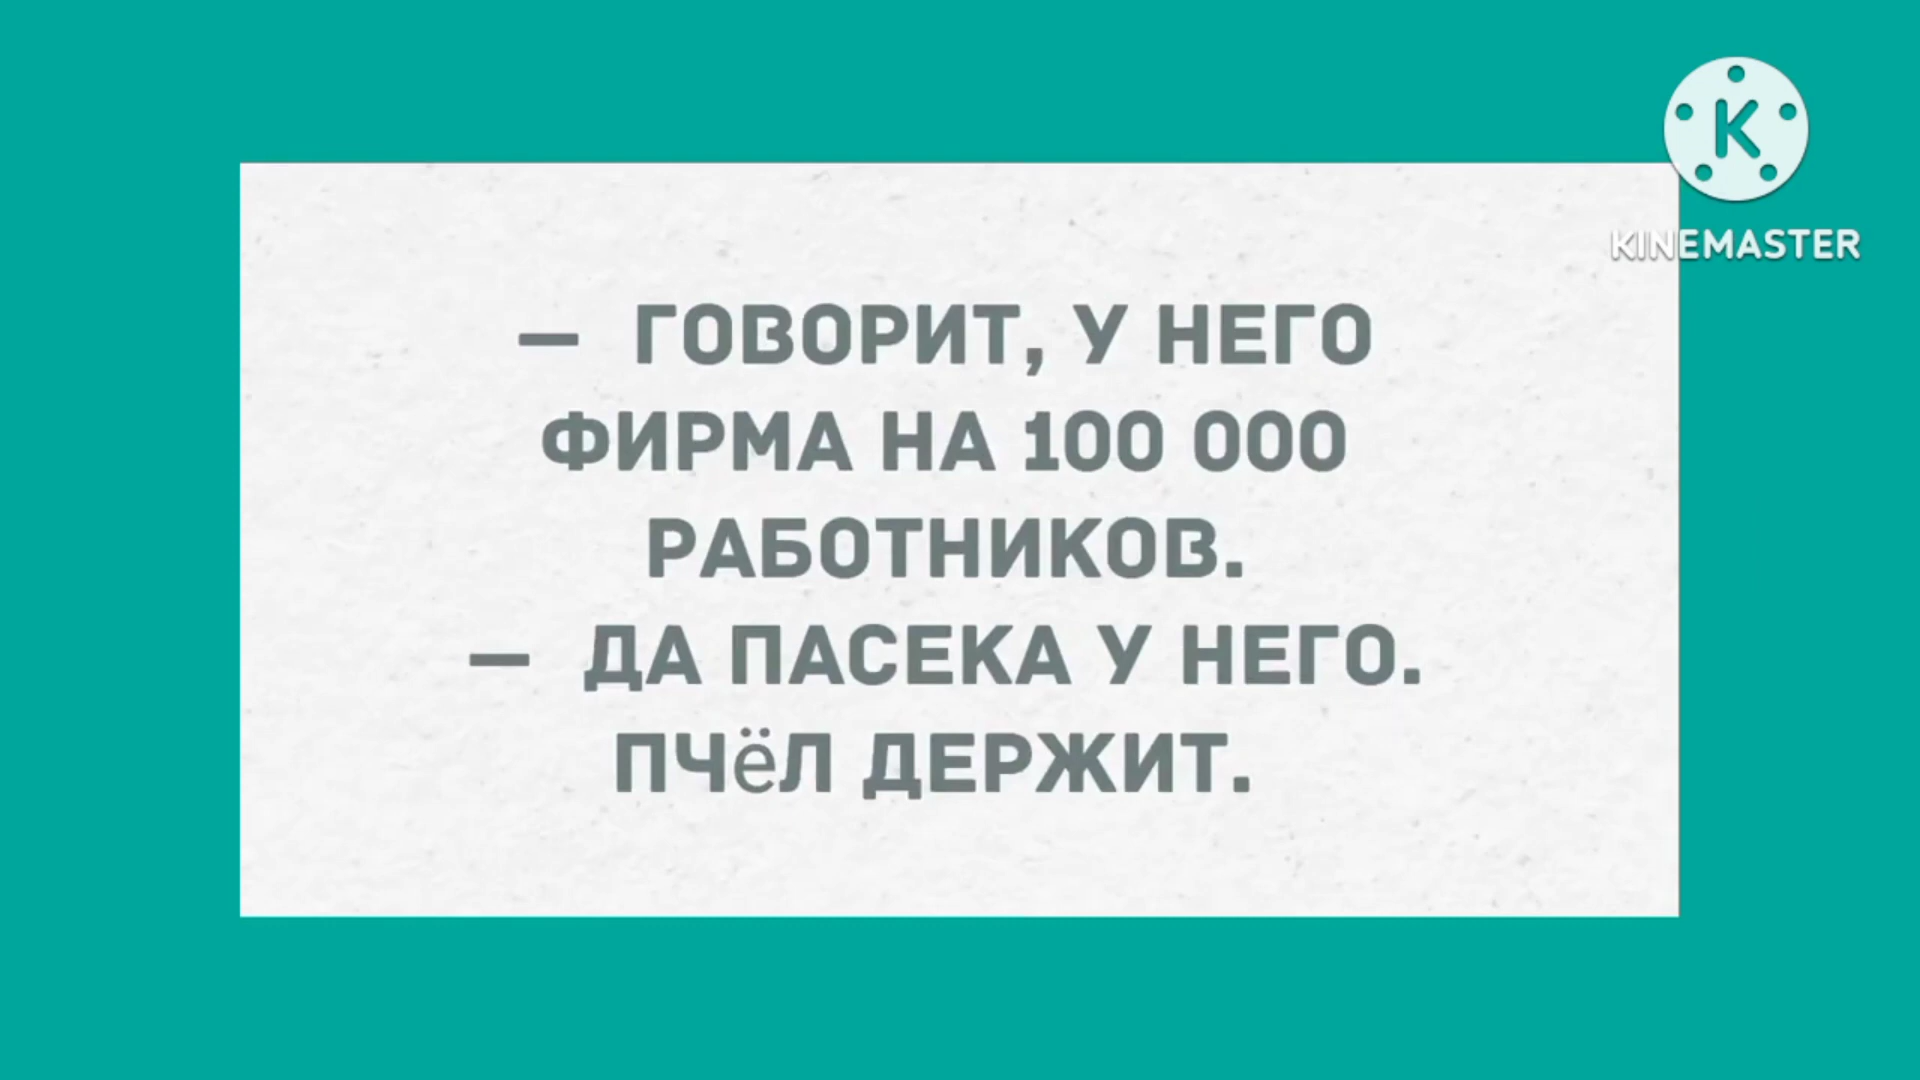 K
KINEMASTER
— ГОВОРИТ, У НЕГО
ФИРМА НА 100 000
РАБОТНИКОВ.
— ДА ПАСЕКА У НЕГО.
ПЧёЛ ДЕРЖИТ.